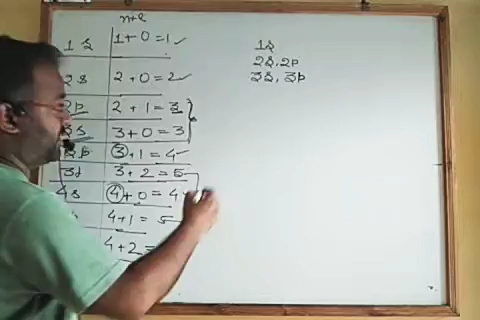 n+l
1s 1+0=1
2s 2+0=2
2p 2+1=3
3s 3+0=3
3p 3+1=4
3d 3+2=5
4s 4+0=4
4+1=5
4+2=
1s
2s, 2p
3s, 3p